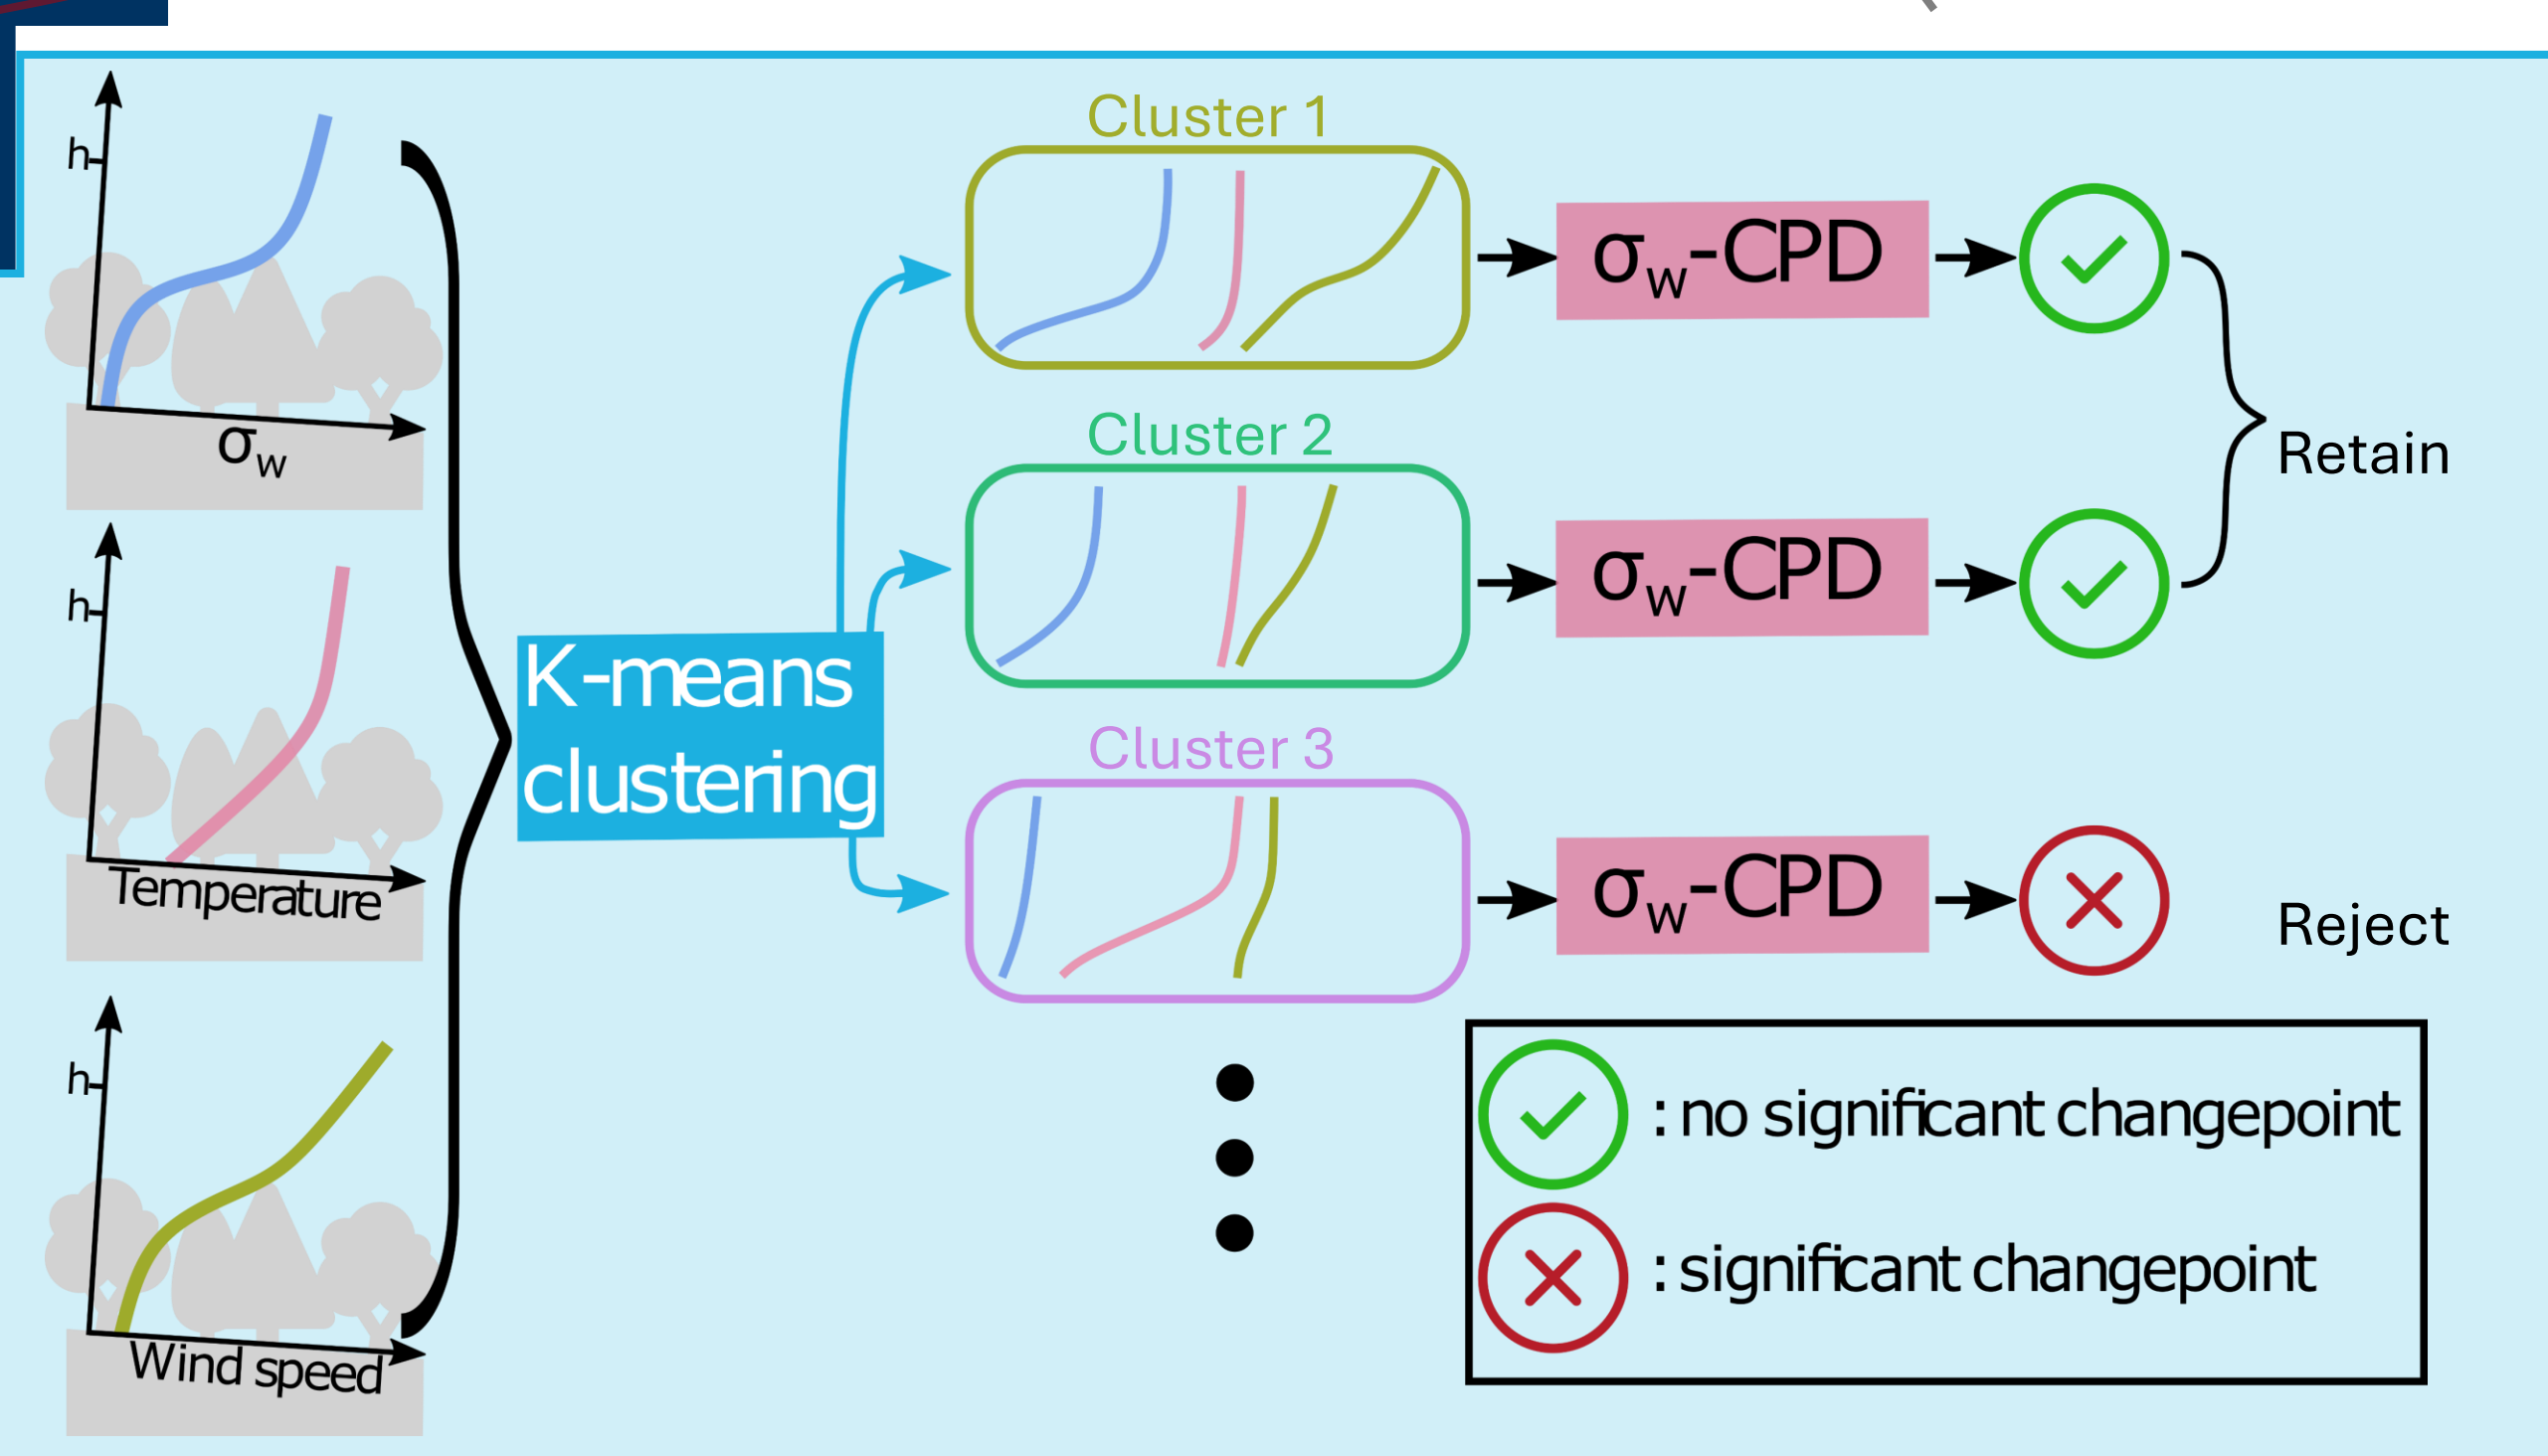 h
σw
h
Temperature
h
Wind speed
K-means
clustering
Cluster 1
σw-CPD
Cluster 2
σw-CPD
Retain
Cluster 3
σw-CPD
Reject
: no significant changepoint
: significant changepoint